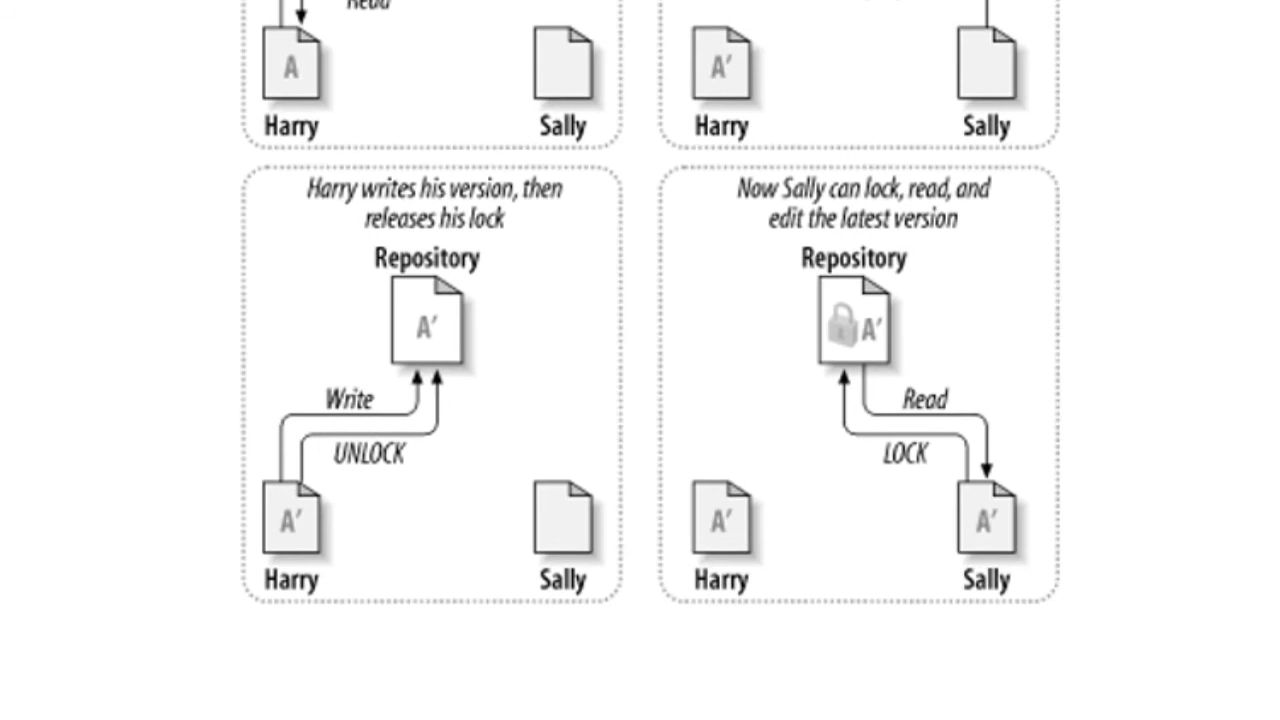 Read
A
Harry
Sally
A′
Harry
Sally
Harry writes his version, then
releases his lock
Repository
A′
Write
UNLOCK
A′
Harry
Sally
Now Sally can lock, read, and
edit the latest version
Repository
A′
Read
LOCK
A′
A′
Harry
Sally